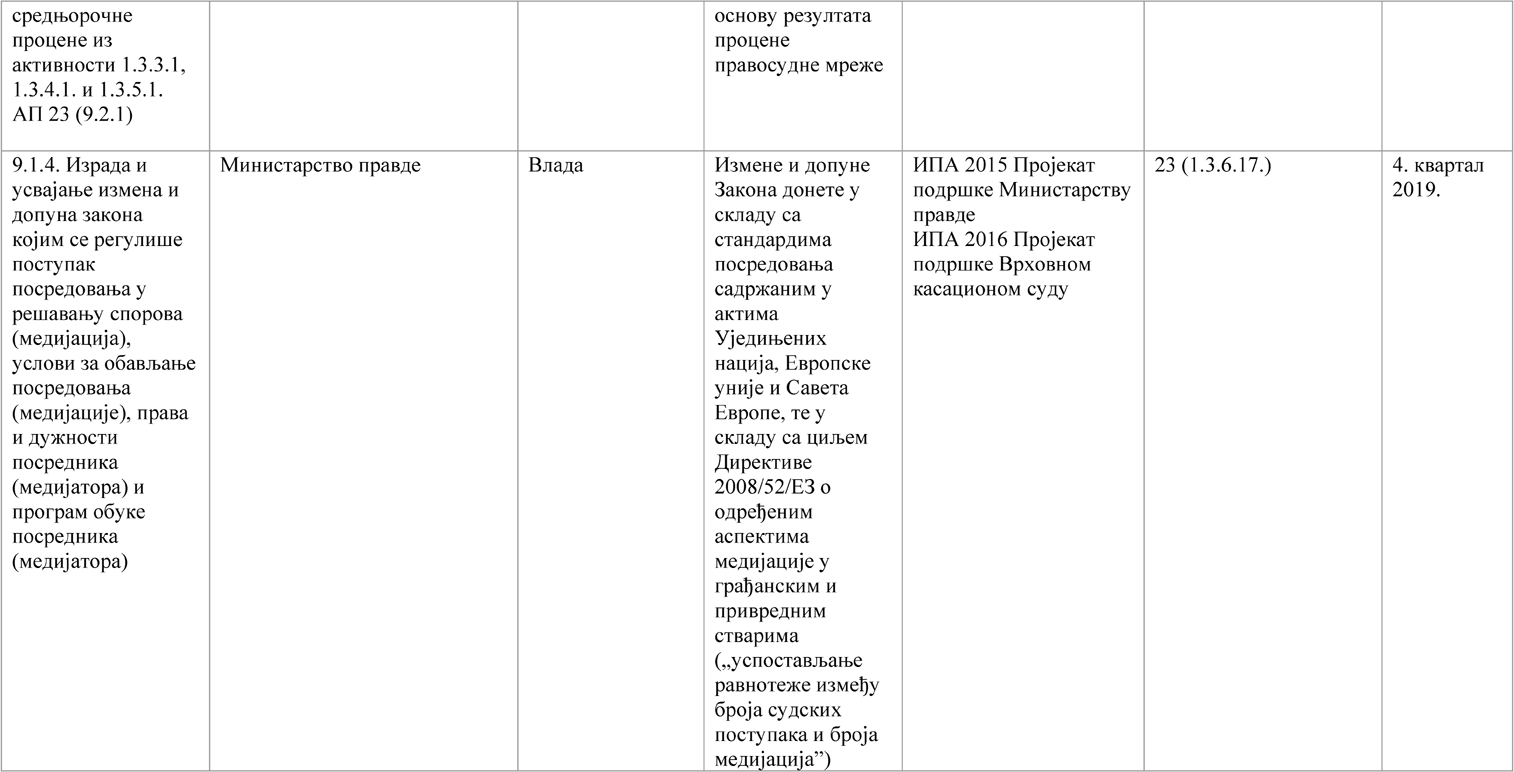 средњорочне
процене из
активности 1.3.3.1,
1.3.4.1. и 1.3.5.1.
АП 23 (9.2.1)
основу резултата
процене
правосудне мреже
9.1.4. Израда и
усвајање измена и
допуна закона
којим се регулише
поступак
посредовања у
решавању спорова
(медијација),
услови за обављање
посредовања
(медијације), права
и дужности
посредника
(медијатора) и
програм обуке
посредника
(медијатора)
Министарство правде
Влада
Измене и допуне
Закона донете у
складу са
стандардима
посредовања
садржаним у
актима
Уједињених
нација, Европске
уније и Савета
Европе, те у
складу са циљем
Директиве
2008/52/ЕЗ о
одређеним
аспектима
медијације у
грађанским и
привредним
стварима
(„успостављање
равнотеже између
броја судских
поступака и броја
медијација”)
ИПА 2015 Пројекат
подршке Министарству
правде
ИПА 2016 Пројекат
подршке Врховном
касационом суду
23 (1.3.6.17.)
4. квартал
2019.